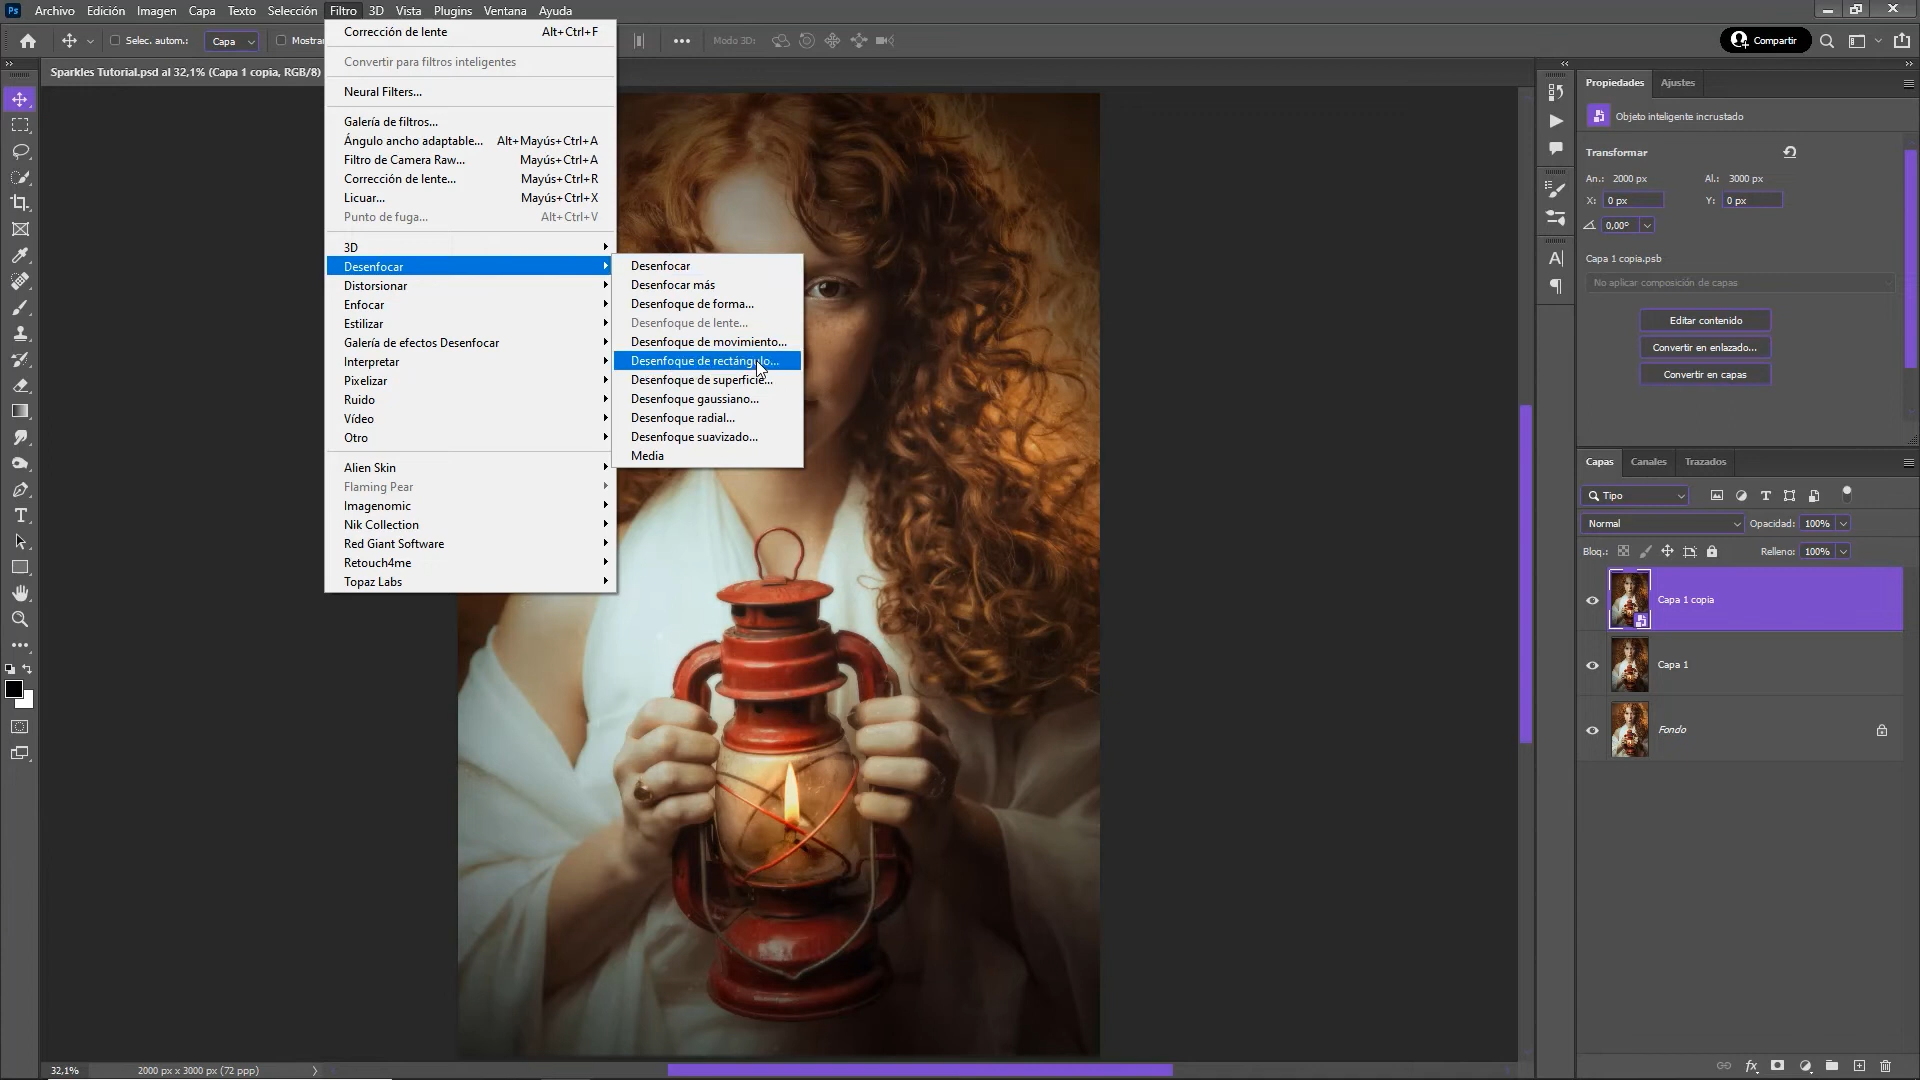 Ps Archivo Edición Imagen Capa Texto Selección Filtro 3D Vista Plugins Ventana Ayuda
Selec. autom.: Capa Mostrar Modo 3D: Compartir
Sparkles Tutorial.psd al 32,1% (Capa 1 copia, RGB/8)
Corrección de lente Alt+Ctrl+F
Convertir para filtros inteligentes
Neural Filters...
Galería de filtros...
Ángulo ancho adaptable... Alt+Mayús+Ctrl+A
Filtro de Camera Raw... Mayús+Ctrl+A
Corrección de lente... Mayús+Ctrl+R
Licuar... Mayús+Ctrl+X
Punto de fuga... Alt+Ctrl+V
3D
Desenfocar
Distorsionar
Enfocar
Estilizar
Galería de efectos Desenfocar
Interpretar
Pixelizar
Ruido
Vídeo
Otro
Alien Skin
Flaming Pear
Imagenomic
Nik Collection
Red Giant Software
Retouch4me
Topaz Labs
Desenfocar
Desenfocar más
Desenfoque de forma...
Desenfoque de lente...
Desenfoque de movimiento...
Desenfoque de rectángulo...
Desenfoque de superficie...
Desenfoque gaussiano...
Desenfoque radial...
Desenfoque suavizado...
Media
Propiedades Ajustes
Objeto inteligente incrustado
Transformar
An.: 2000 px Al.: 3000 px
X: 0 px Y: 0 px
0,00°
Capa 1 copia.psb
No aplicar composición de capas
Editar contenido
Convertir en enlazado...
Convertir en capas
Capas Canales Trazados
Tipo
Normal Opacidad: 100%
Bloq.: Relleno: 100%
Capa 1 copia
Capa 1
Fondo
32,1% 2000 px x 3000 px (72 ppp)